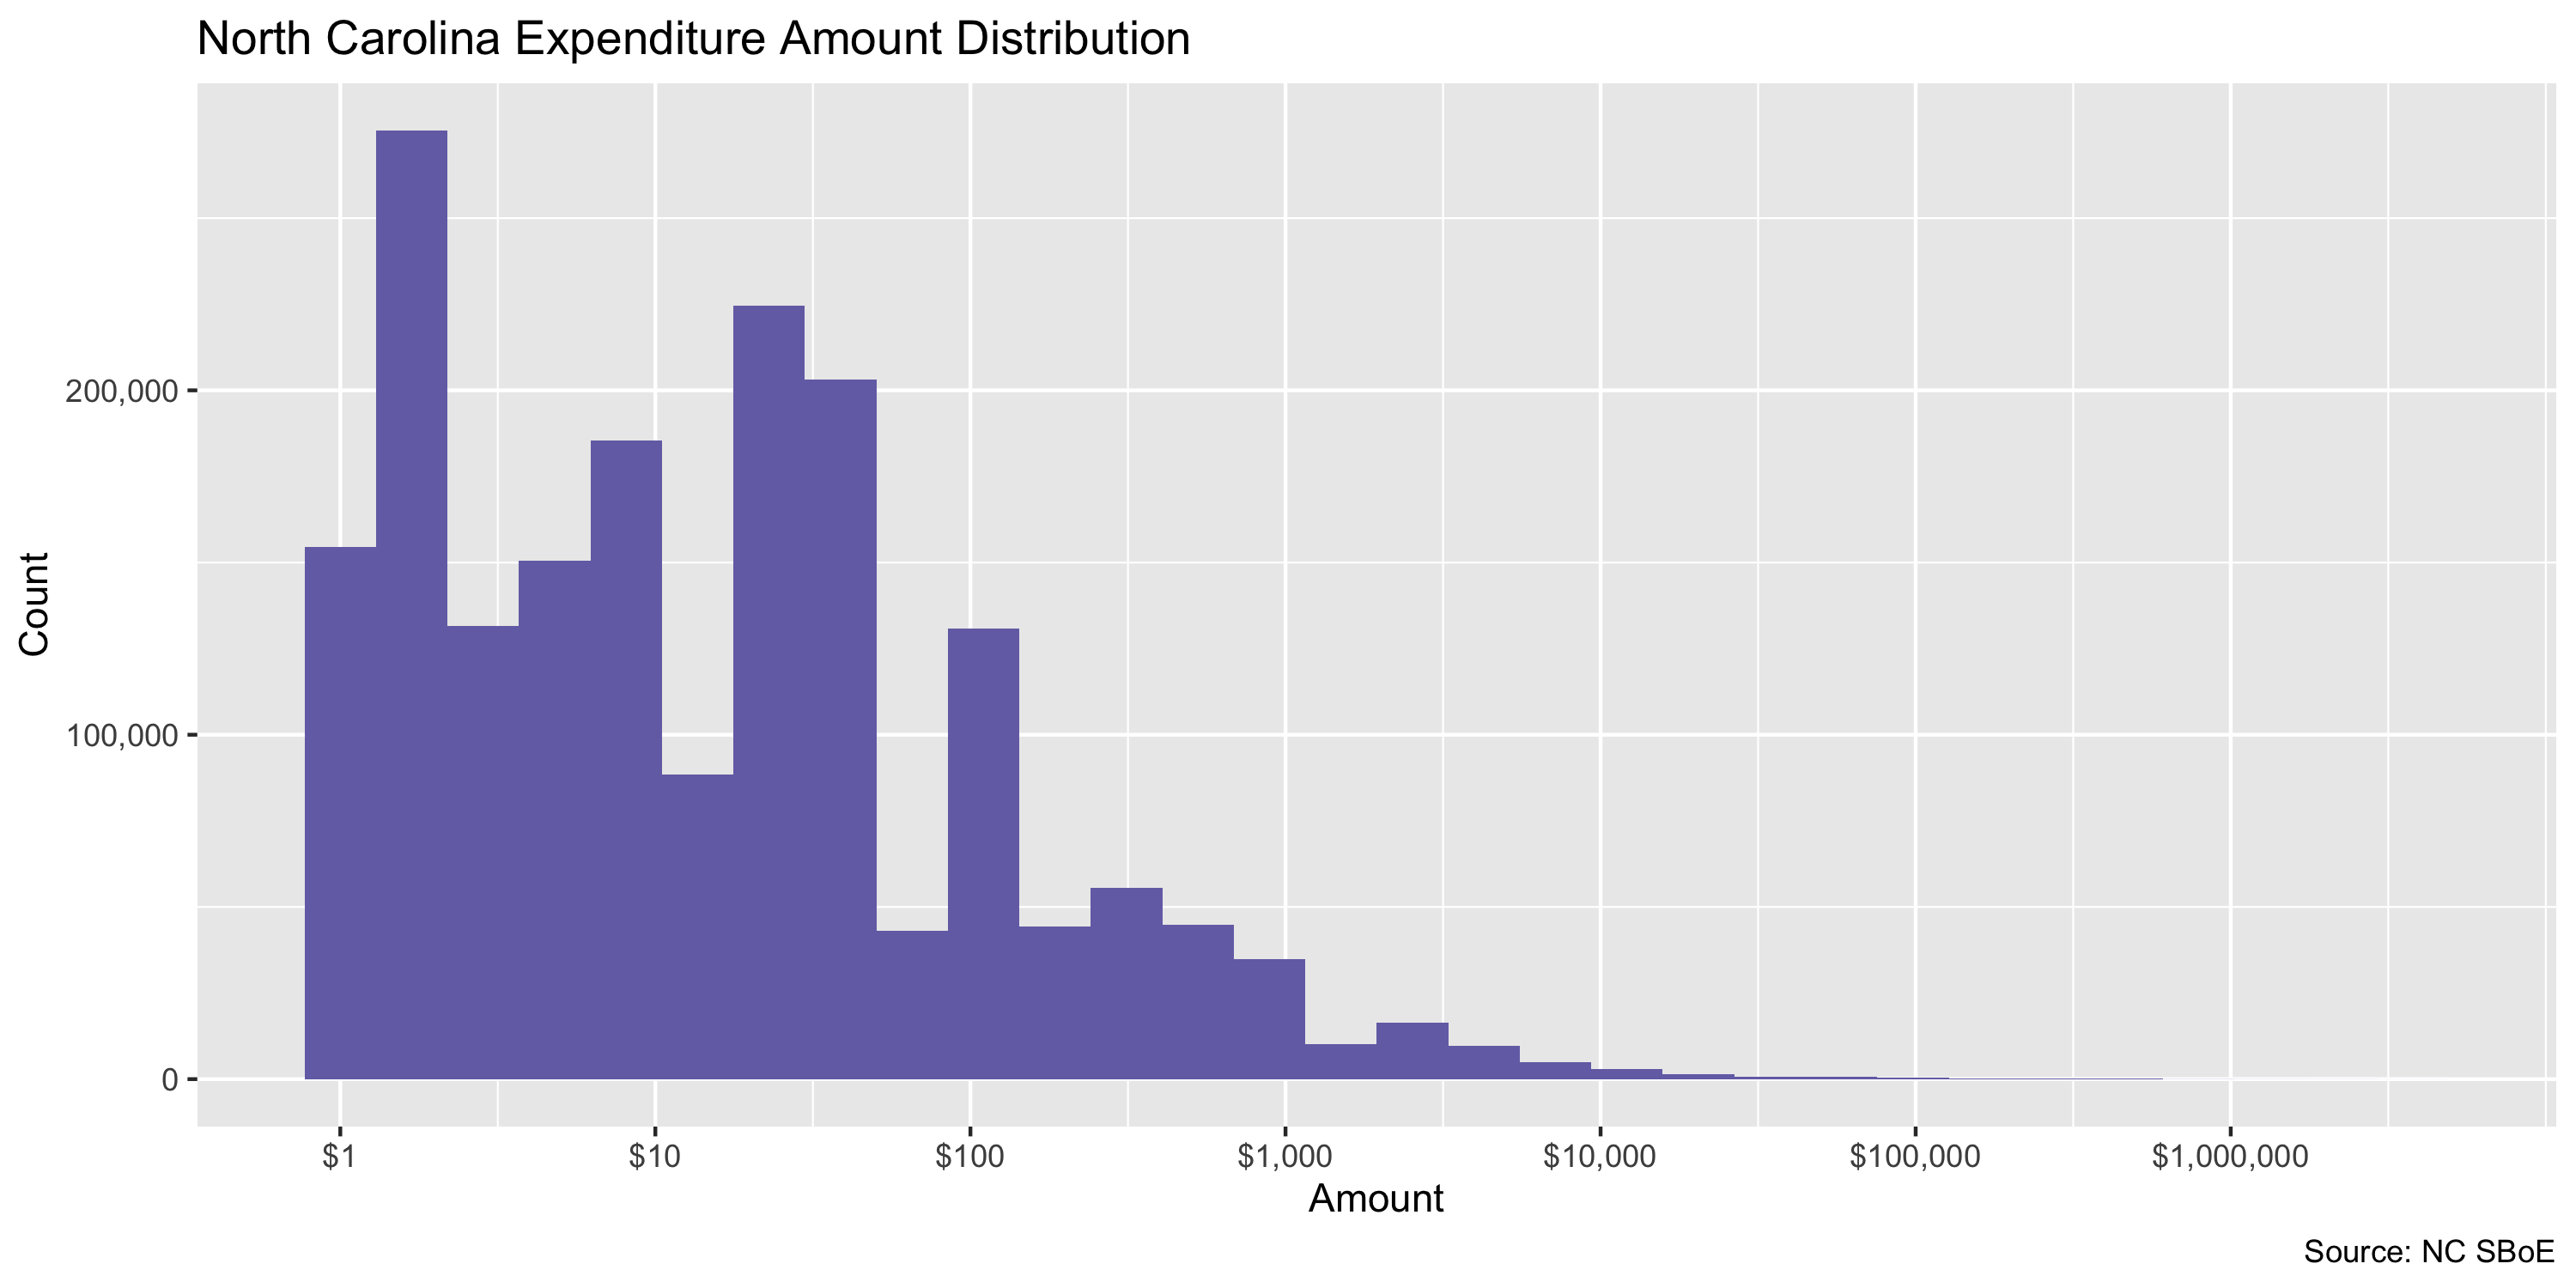 North Carolina Expenditure Amount Distribution
Count
200,000
100,000
0
$1
$10
$100
$1,000
$10,000
$100,000
$1,000,000
Amount
Source: NC SBoE